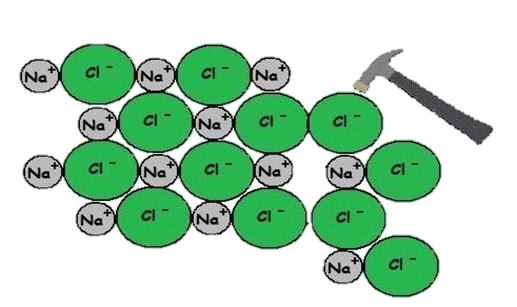 Na+ Cl − Na+ Cl − Na+
Na+ Cl − Na+ Cl − Cl −
Na+ Cl − Na+ Cl − Na+ Na+ Cl −
Na+ Cl − Na+ Cl − Cl −
Na+ Cl −